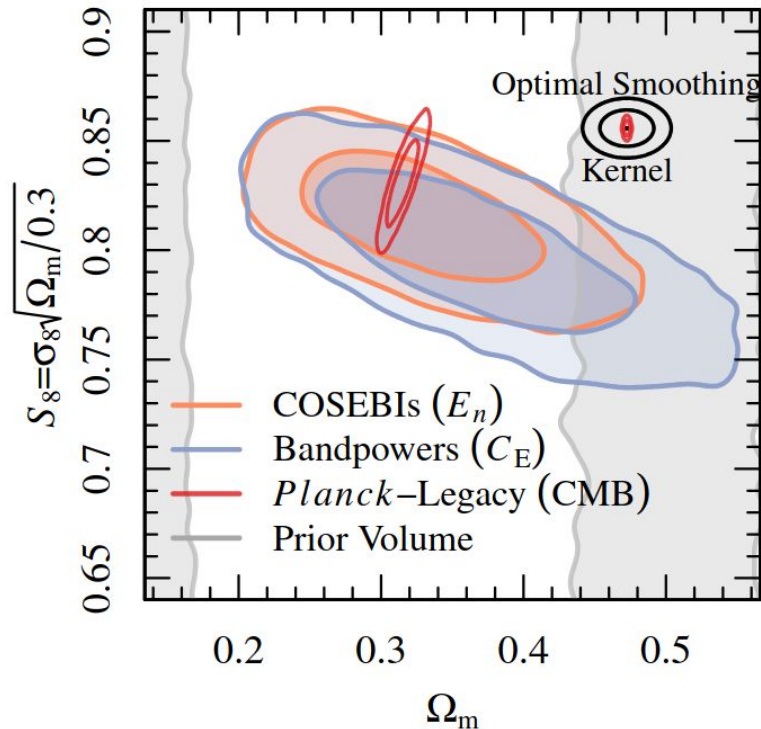 0.9
0.85
0.8
0.75
0.7
0.65
S₈=σ₈√Ωₘ/0.3
Optimal Smoothing
Kernel
COSEBIs (Eₙ)
Bandpowers (C_E)
Planck–Legacy (CMB)
Prior Volume
0.2 0.3 0.4 0.5
Ωₘ